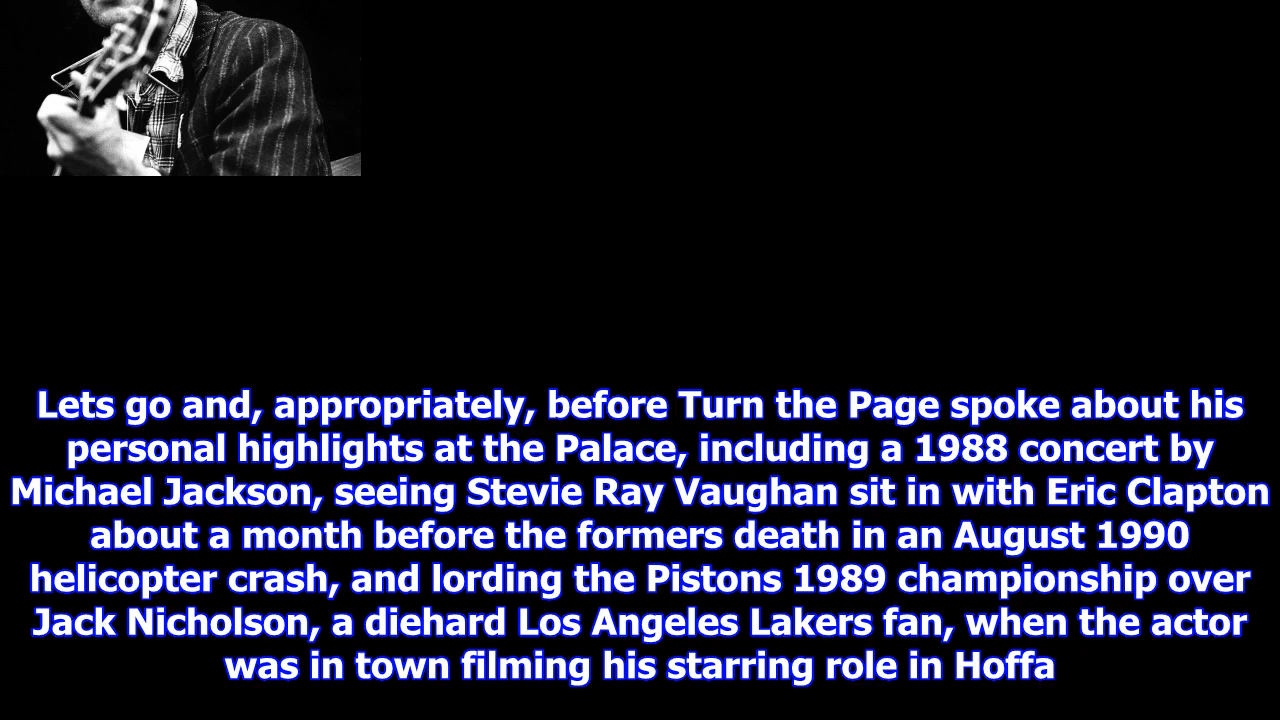 Lets go and, appropriately, before Turn the Page spoke about his
personal highlights at the Palace, including a 1988 concert by
Michael Jackson, seeing Stevie Ray Vaughan sit in with Eric Clapton
about a month before the formers death in an August 1990
helicopter crash, and lording the Pistons 1989 championship over
Jack Nicholson, a diehard Los Angeles Lakers fan, when the actor
was in town filming his starring role in Hoffa